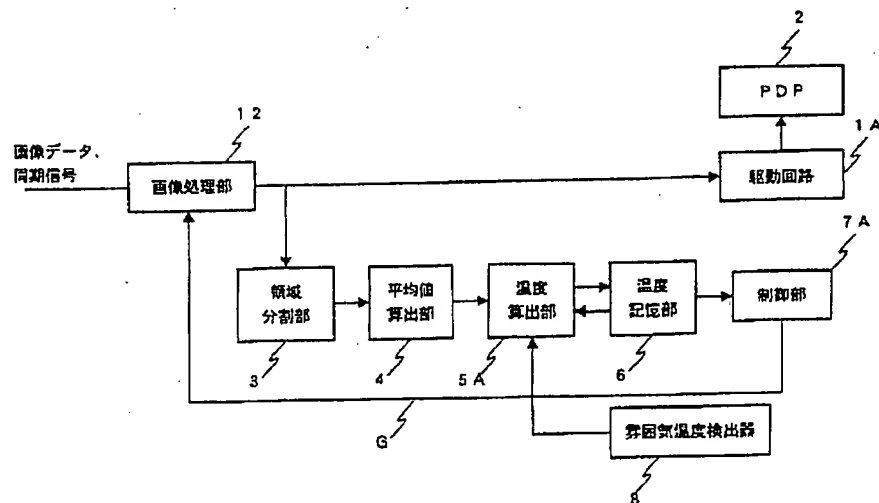 2
PDP
12
1A
画像データ、
同期信号
画像処理部
駆動回路
7A
領域
分割部
平均値
算出部
温度
算出部
温度
記憶部
制御部
3
4
5A
6
G
雰囲気温度検出器
8